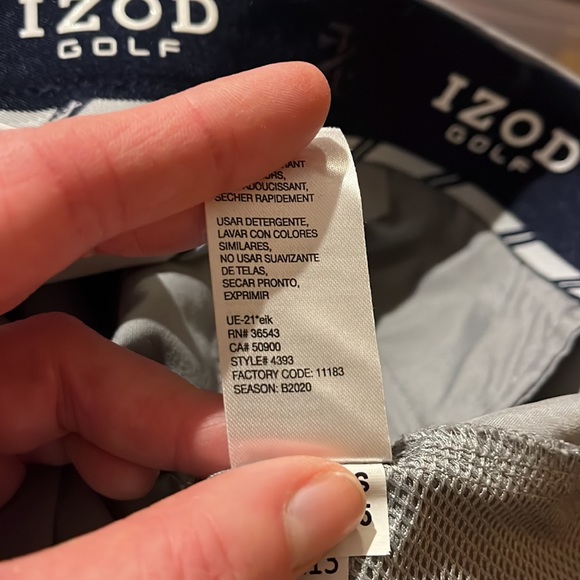 IZOD
GOLF
IZOD
GOLF
SECHER RAPIDEMENT
USAR DETERGENTE,
LAVAR CON COLORES
SIMILARES,
NO USAR SUAVIZANTE
DE TELAS,
SECAR PRONTO,
EXPRIMIR
UE-21*eik
RN# 36543
CA# 50900
STYLE# 4393
FACTORY CODE: 11183
SEASON: B2020